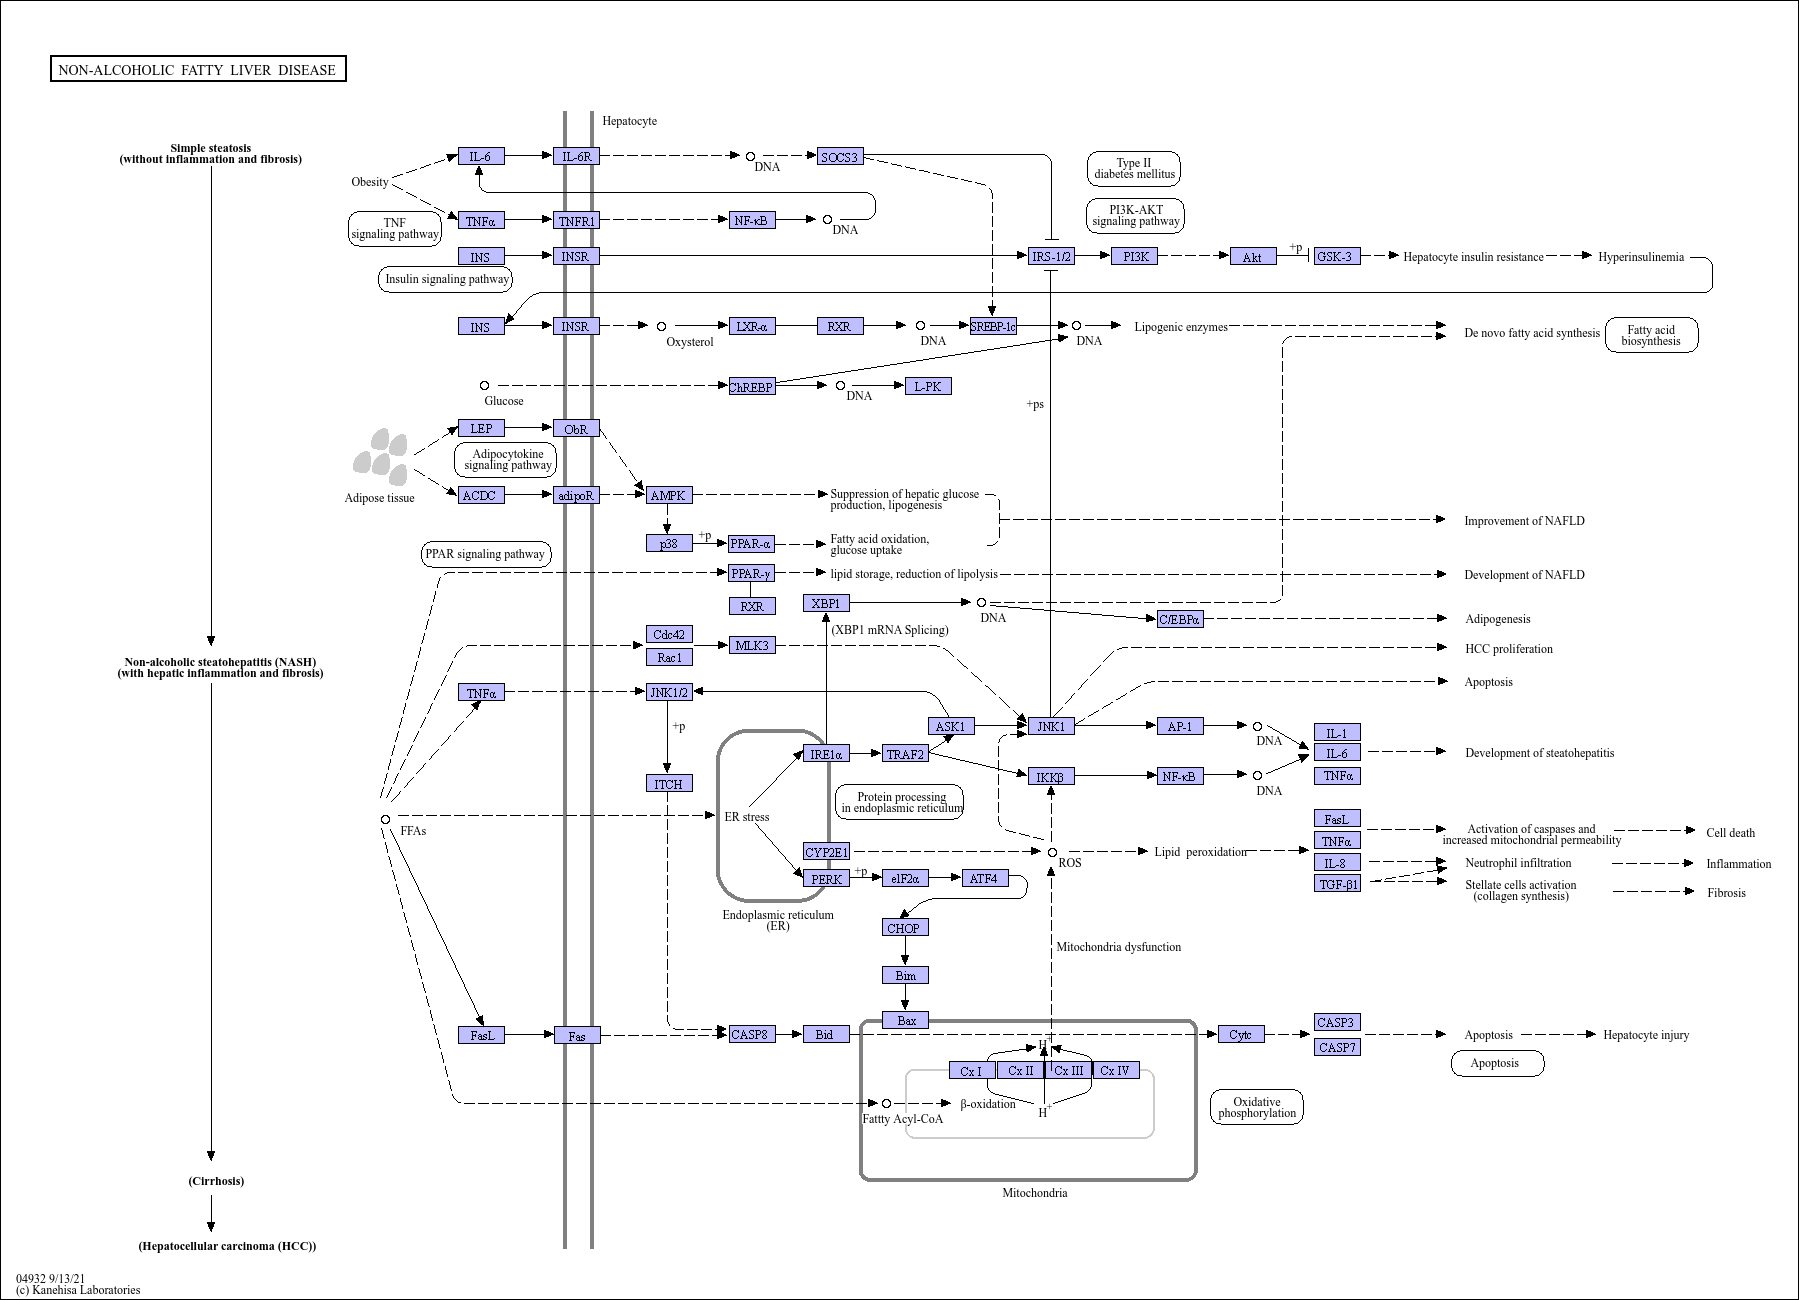 NON-ALCOHOLIC FATTY LIVER DISEASE
Hepatocyte
Simple steatosis
(without inflammation and fibrosis)
Obesity
IL-6
IL-6R
DNA
SOCS3
Type II
diabetes mellitus
TNF
signaling pathway
TNFα
TNFR1
NF-κB
DNA
PI3K-AKT
signaling pathway
INS
INSR
IRS-1/2
PI3K
Akt
+p
GSK-3
Hepatocyte insulin resistance
Hyperinsulinemia
Insulin signaling pathway
INS
INSR
Oxysterol
LXR-α
RXR
DNA
SREBP-1c
DNA
Lipogenic enzymes
De novo fatty acid synthesis
Fatty acid
biosynthesis
Glucose
ChREBP
DNA
L-PK
+ps
LEP
ObR
Adipocytokine
signaling pathway
Adipose tissue
ACDC
adipoR
AMPK
Suppression of hepatic glucose
production, lipogenesis
Improvement of NAFLD
p38
+p
PPAR-α
Fatty acid oxidation,
glucose uptake
PPAR signaling pathway
PPAR-γ
lipid storage, reduction of lipolysis
Development of NAFLD
RXR
XBP1
DNA
C/EBPα
Adipogenesis
(XBP1 mRNA Splicing)
Cdc42
Rac1
MLK3
HCC proliferation
Non-alcoholic steatohepatitis (NASH)
(with hepatic inflammation and fibrosis)
Apoptosis
TNFα
JNK1/2
+p
ASK1
JNK1
AP-1
DNA
IL-1
IL-6
TNFα
Development of steatohepatitis
IRE1α
TRAF2
IKKβ
NF-κB
DNA
ITCH
ER stress
Protein processing
in endoplasmic reticulum
FFAs
FasL
TNFα
IL-8
TGF-β1
Activation of caspases and
increased mitochondrial permeability
Cell death
CYP2E1
ROS
Lipid peroxidation
Neutrophil infiltration
Inflammation
PERK
+p
eIF2α
ATF4
Stellate cells activation
(collagen synthesis)
Fibrosis
Endoplasmic reticulum
(ER)
CHOP
Mitochondria dysfunction
Bim
Bax
FasL
Fas
CASP8
Bid
Cytc
CASP3
CASP7
Apoptosis
Hepatocyte injury
Apoptosis
H+
Cx I
Cx II
Cx III
Cx IV
β-oxidation
H+
Fattty Acyl-CoA
Oxidative
phosphorylation
Mitochondria
(Cirrhosis)
(Hepatocellular carcinoma (HCC))
04932 9/13/21
(c) Kanehisa Laboratories